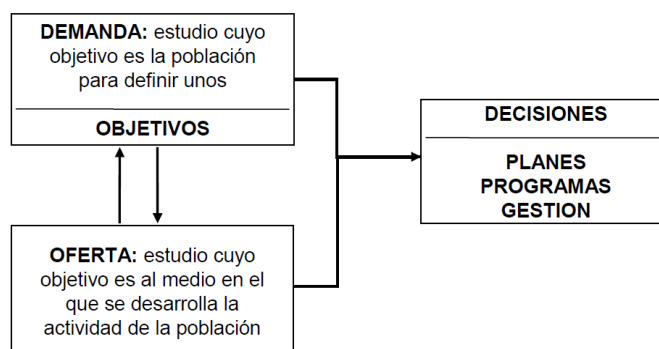 DEMANDA: estudio cuyo
objetivo es la población
para definir unos
OBJETIVOS
OFERTA: estudio cuyo
objetivo es al medio en el
que se desarrolla la
actividad de la población
DECISIONES
PLANES
PROGRAMAS
GESTION